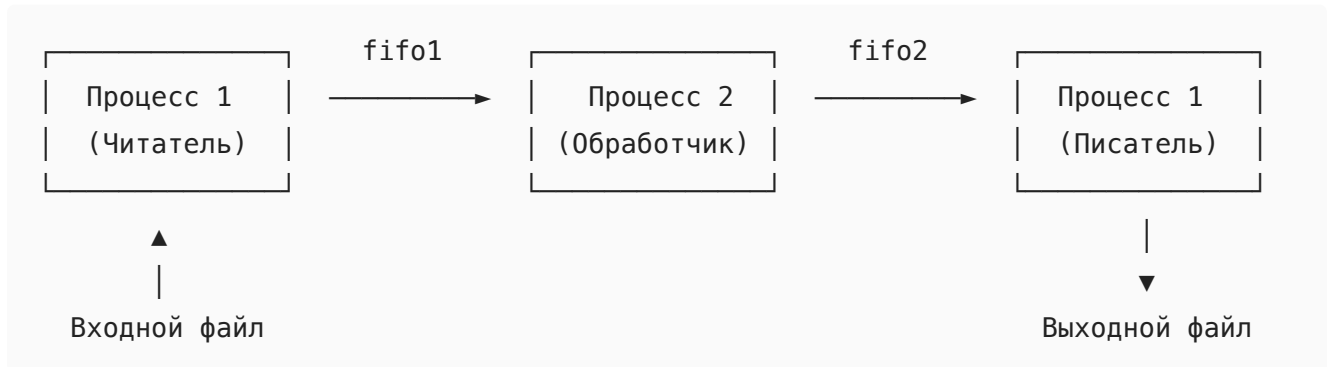 fifo1 fifo2
Процесс 1 Процесс 2 Процесс 1
(Читатель) (Обработчик) (Писатель)
Входной файл Выходной файл